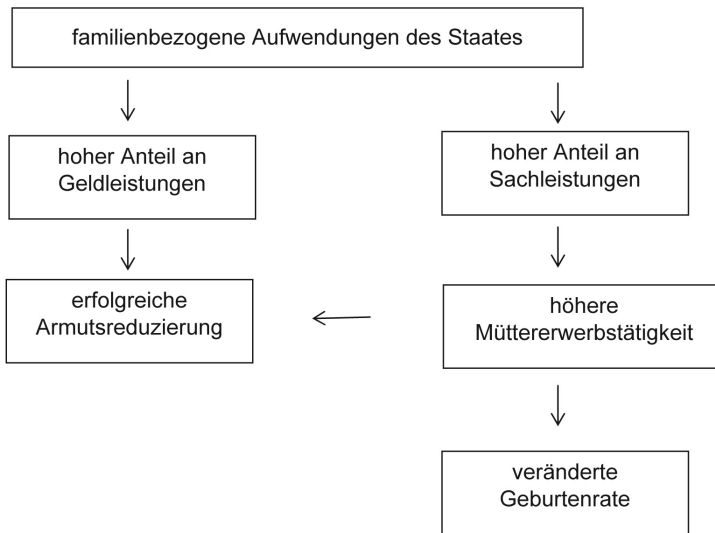 familienbezogene Aufwendungen des Staates
hoher Anteil an
Geldleistungen
hoher Anteil an
Sachleistungen
erfolgreiche
Armutsreduzierung
höhere
Müttererwerbstätigkeit
veränderte
Geburtenrate